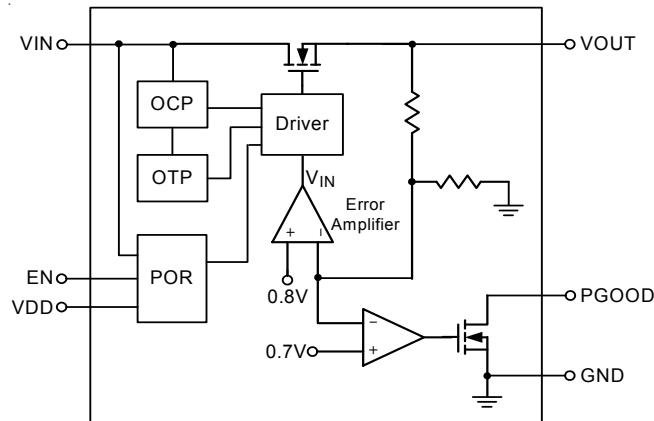 VIN
VOUT
OCP
Driver
OTP
VIN
Error
Amplifier
+
−
POR
EN
VDD
0.8V
PGOOD
−
0.7V
+
GND